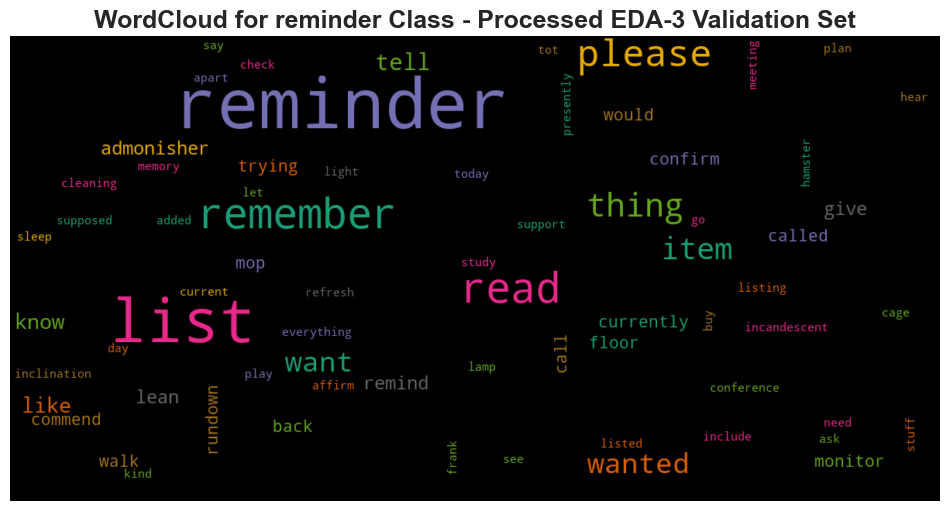 WordCloud for reminder Class - Processed EDA-3 Validation Set
say
check
tell
apart
tot
please
meeting
plan
reminder
presently
would
hear
admonisher
memory
trying
light
today
confirm
hamster
cleaning
let
supposed
added
remember
support
thing
go
give
sleep
item
called
mop
study
read
current
refresh
listing
list
know
everything
currently
buy
incandescent
cage
day
want
floor
call
inclination
play
affirm
remind
lamp
conference
like
lean
commend
rundown
back
need
include
ask
stuff
listed
walk
kind
frank
see
wanted
monitor